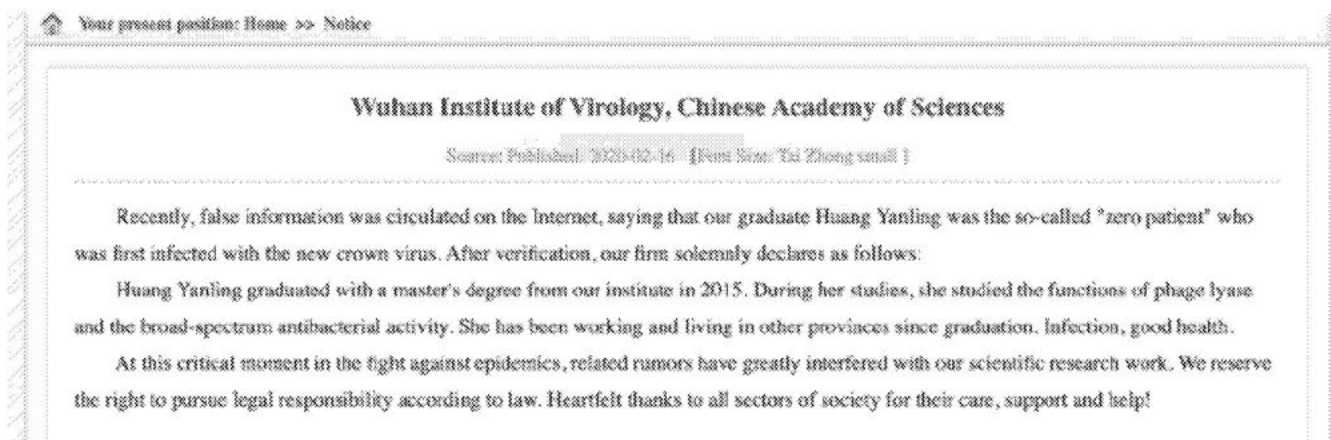 Your present position: Home >> Notice
Wuhan Institute of Virology, Chinese Academy of Sciences
Source: Published: 2020-02-16 [Font Size: Tai Zhong small ]
Recently, false information was circulated on the Internet, saying that our graduate Huang Yanling was the so-called "zero patient" who
was first infected with the new crown virus. After verification, our firm solemnly declares as follows:
Huang Yanling graduated with a master's degree from our institute in 2015. During her studies, she studied the functions of phage lyase
and the broad-spectrum antibacterial activity. She has been working and living in other provinces since graduation. Infection, good health.
At this critical moment in the fight against epidemics, related rumors have greatly interfered with our scientific research work. We reserve
the right to pursue legal responsibility according to law. Heartfelt thanks to all sectors of society for their care, support and help!